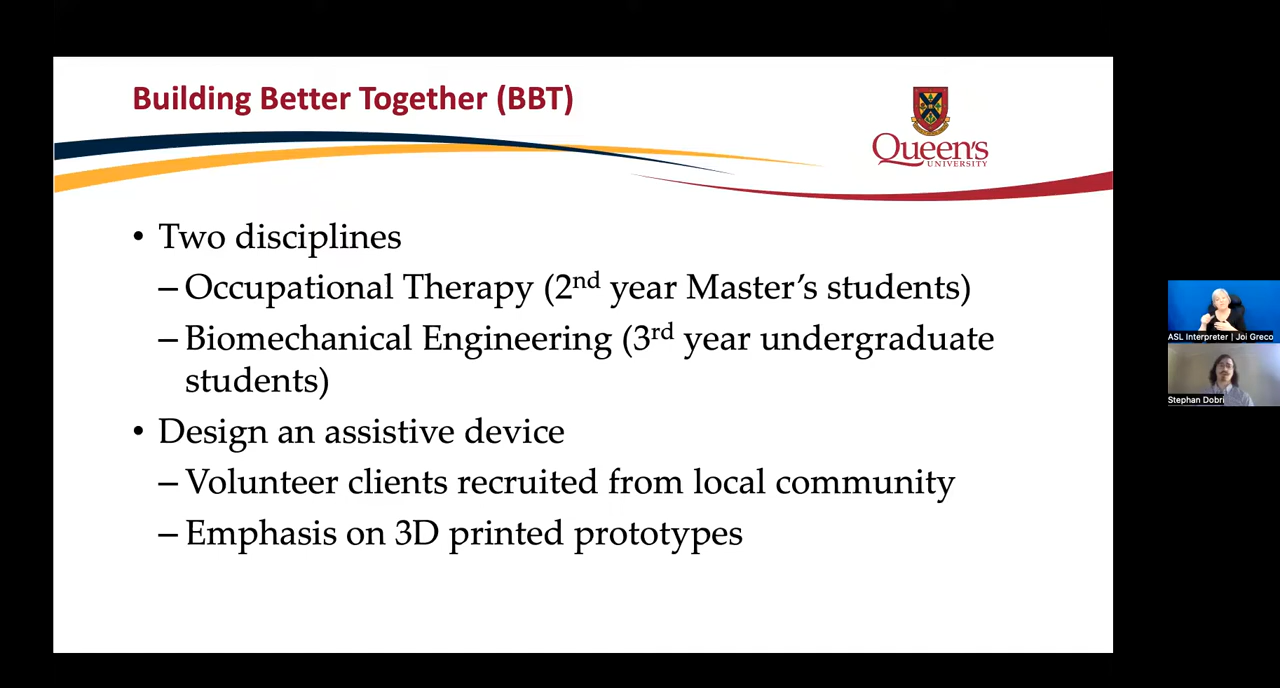 Building Better Together (BBT)
Queen's
UNIVERSITY
• Two disciplines
– Occupational Therapy (2nd year Master's students)
– Biomechanical Engineering (3rd year undergraduate
students)
• Design an assistive device
– Volunteer clients recruited from local community
– Emphasis on 3D printed prototypes
ASL Interpreter | Joi Greco
Stephan Dobri